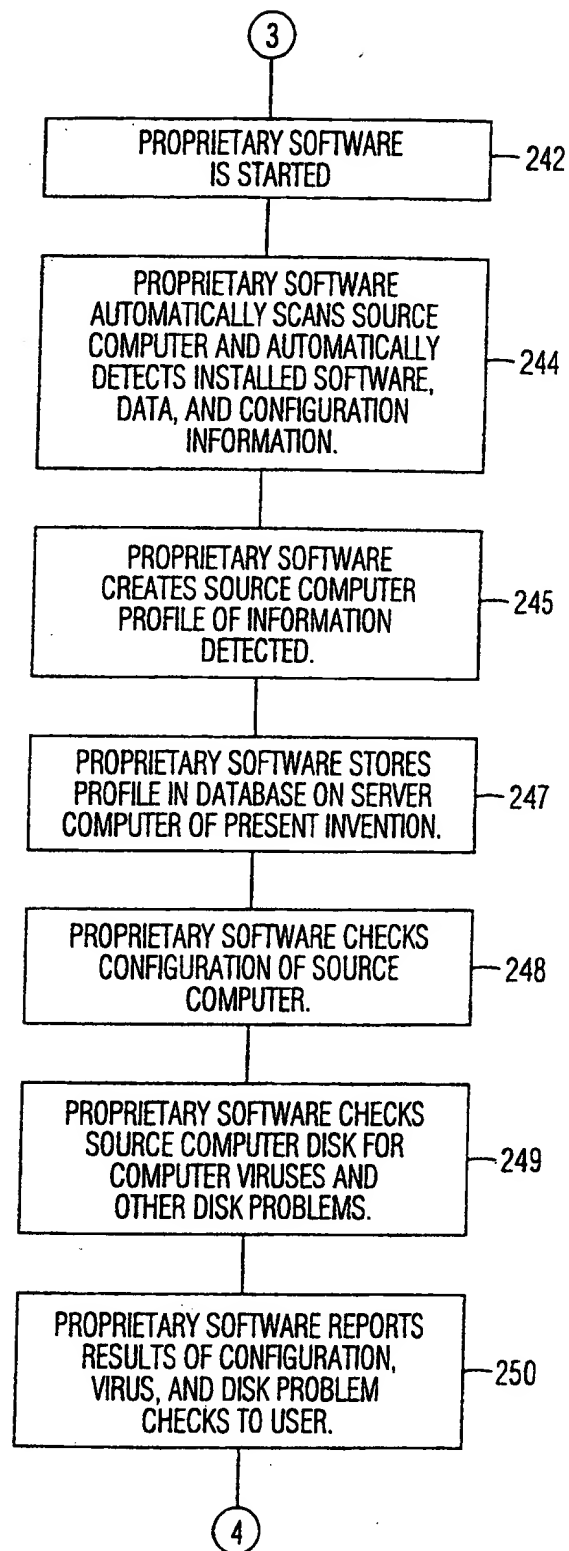 3
PROPRIETARY SOFTWARE
IS STARTED
242
PROPRIETARY SOFTWARE
AUTOMATICALLY SCANS SOURCE
COMPUTER AND AUTOMATICALLY
DETECTS INSTALLED SOFTWARE,
DATA, AND CONFIGURATION
INFORMATION.
244
PROPRIETARY SOFTWARE
CREATES SOURCE COMPUTER
PROFILE OF INFORMATION
DETECTED.
245
PROPRIETARY SOFTWARE STORES
PROFILE IN DATABASE ON SERVER
COMPUTER OF PRESENT INVENTION.
247
PROPRIETARY SOFTWARE CHECKS
CONFIGURATION OF SOURCE
COMPUTER.
248
PROPRIETARY SOFTWARE CHECKS
SOURCE COMPUTER DISK FOR
COMPUTER VIRUSES AND
OTHER DISK PROBLEMS.
249
PROPRIETARY SOFTWARE REPORTS
RESULTS OF CONFIGURATION,
VIRUS, AND DISK PROBLEM
CHECKS TO USER.
250
4